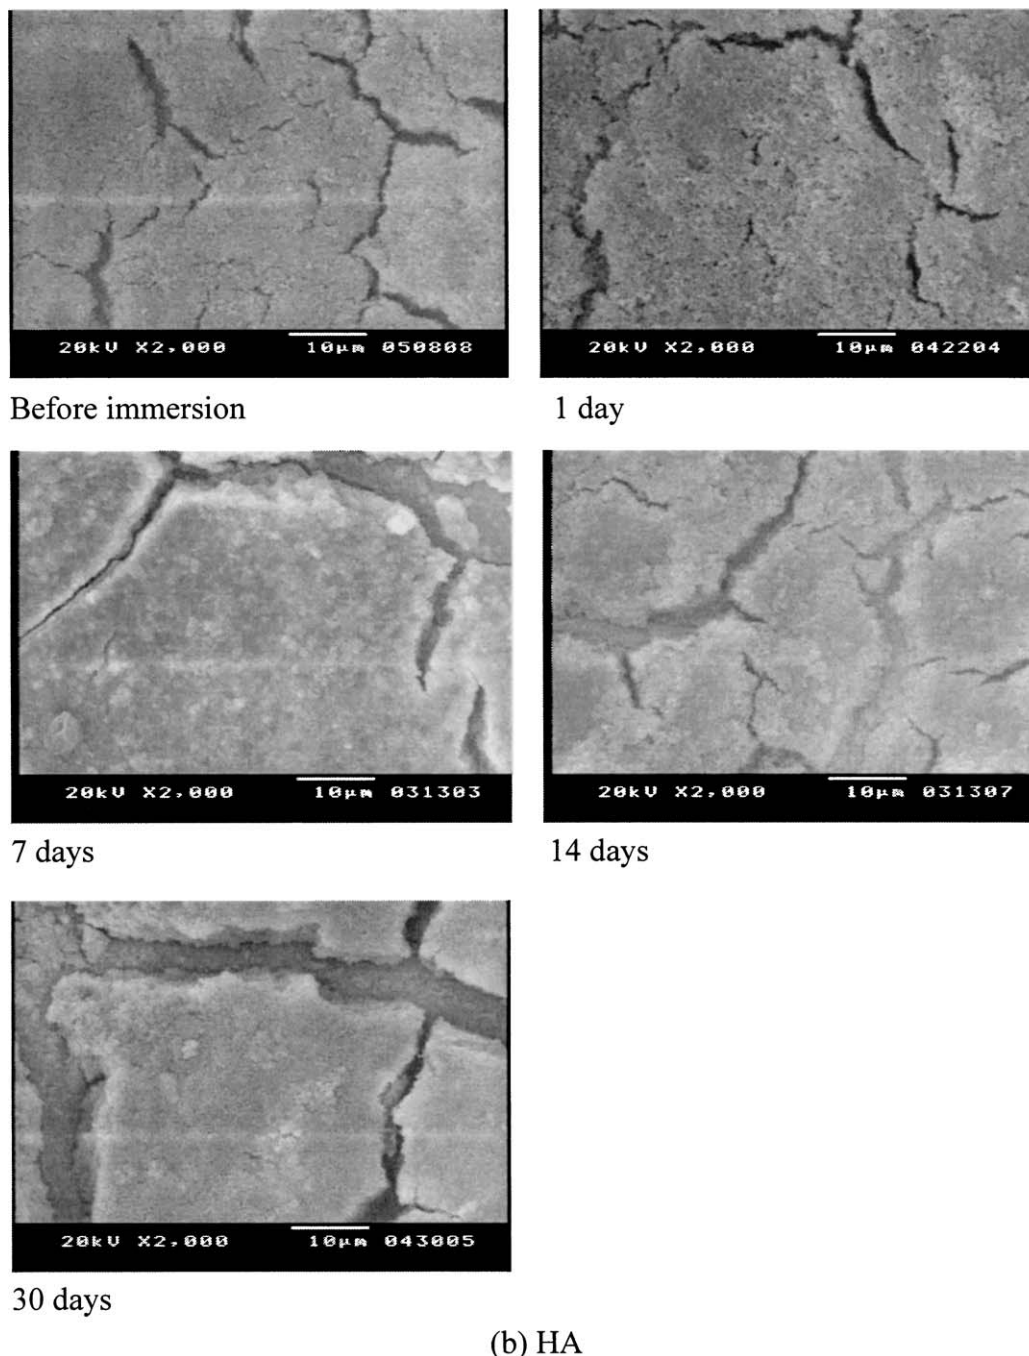 20kV X2,000 10µm 050808
20kV X2,000 10µm 042204
Before immersion
1 day
20kV X2,000 10µm 031303
20kV X2,000 10µm 031307
7 days
14 days
20kV X2,000 10µm 043005
30 days
(b) HA